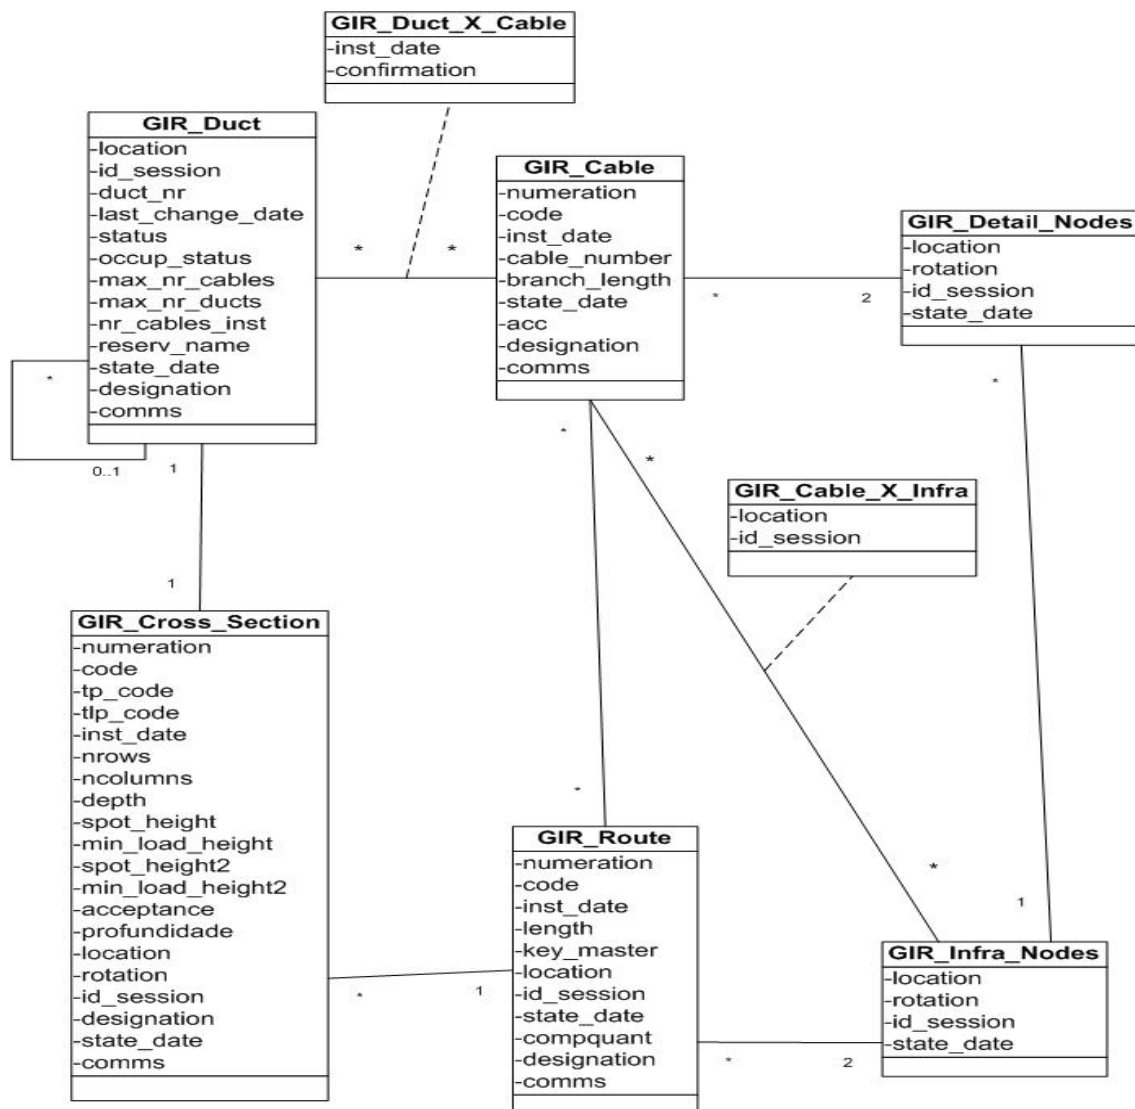 GIR_Duct_X_Cable
-inst_date
-confirmation
GIR_Duct
-location
-id_session
-duct_nr
-last_change_date
-status
-occup_status
-max_nr_cables
-max_nr_ducts
-nr_cables_inst
-reserv_name
-state_date
-designation
-comms
*
0..1
*
*
GIR_Cable
-numeration
-code
-inst_date
-cable_number
-branch_length
-state_date
-acc
-designation
-comms
*
2
GIR_Detail_Nodes
-location
-rotation
-id_session
-state_date
*
1
1
*
*
GIR_Cable_X_Infra
-location
-id_session
GIR_Cross_Section
-numeration
-code
-tp_code
-tlp_code
-inst_date
-nrows
-ncolumns
-depth
-spot_height
-min_load_height
-spot_height2
-min_load_height2
-acceptance
-profundidade
-location
-rotation
-id_session
-designation
-state_date
-comms
*
1
*
GIR_Route
-numeration
-code
-inst_date
-length
-key_master
-location
-id_session
-state_date
-compquant
-designation
-comms
*
2
*
1
GIR_Infra_Nodes
-location
-rotation
-id_session
-state_date